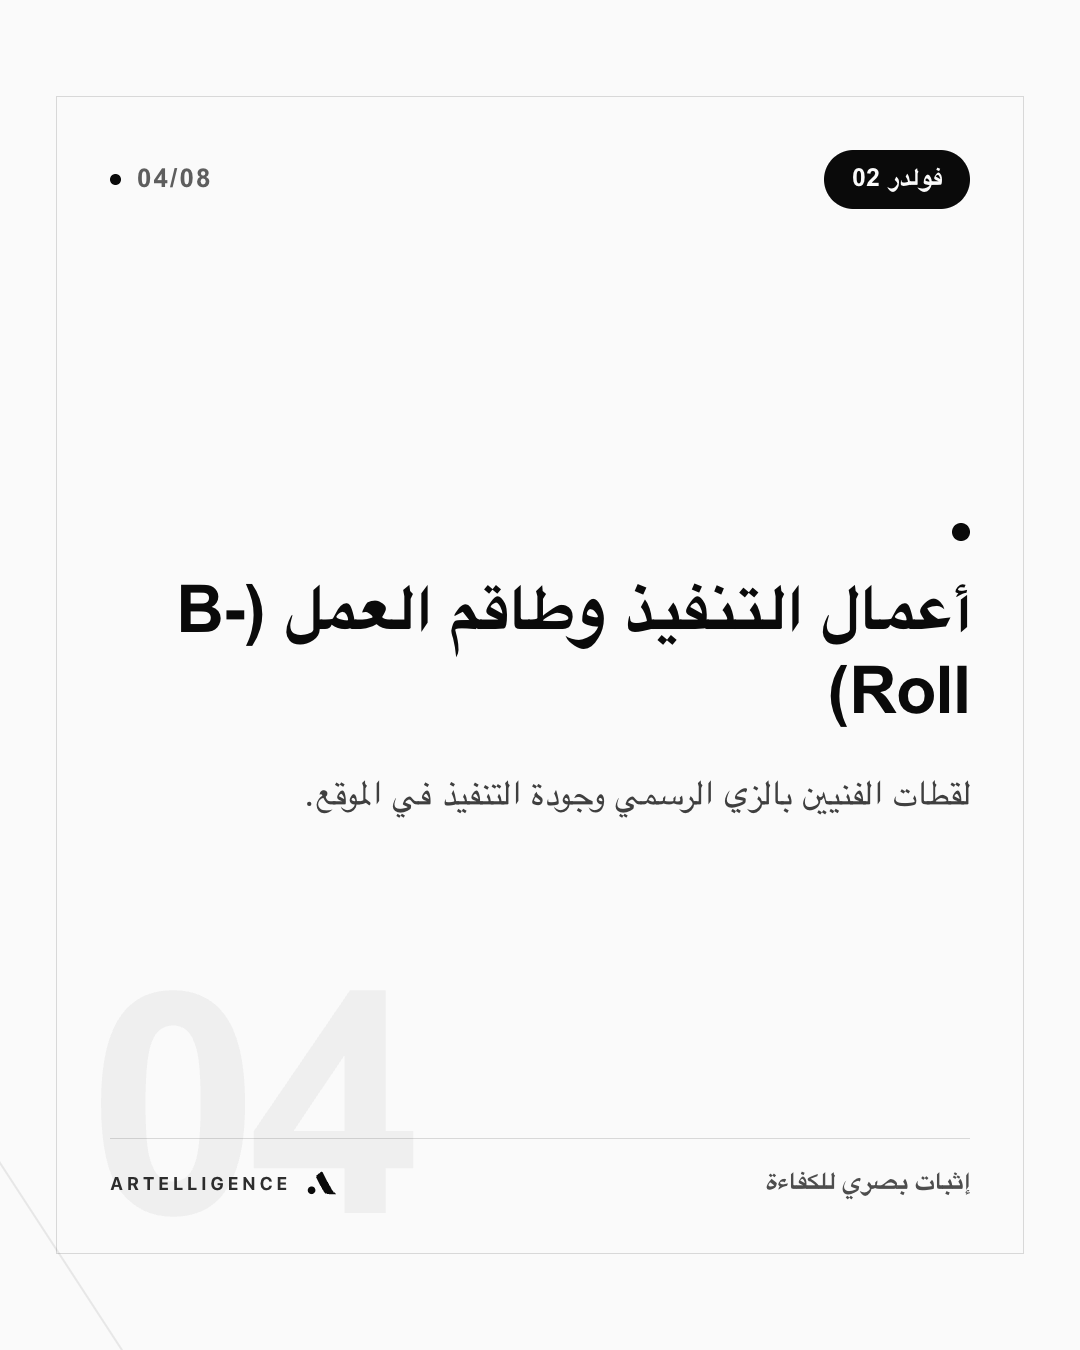 فولدر 02
04/08
أعمال التنفيذ وطاقم العمل (B-
Roll)
لقطات الفنيين بالزي الرسمي وجودة التنفيذ في الموقع.
04
إثبات بصري للكفاءة
ARTELLIGENCE